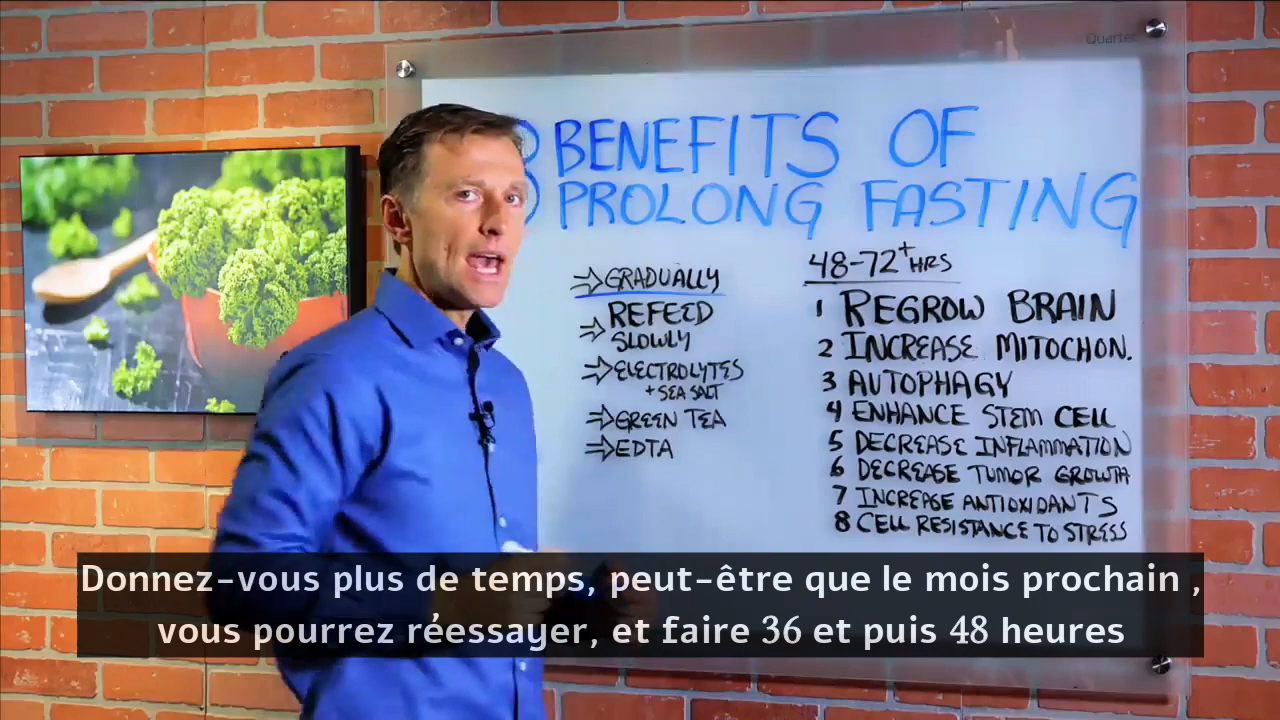 Quartet
BENEFITS OF
PROLONG FASTING
GRADUALLY
REFEED
SLOWLY
ELECTROLYTES
+ SEA SALT
GREEN TEA
EDTA
48-72+ HRS
1 REGROW BRAIN
2 INCREASE MITOCHON.
3 AUTOPHAGY
4 ENHANCE STEM CELL
5 DECREASE INFLAMMATION
6 DECREASE TUMOR GROWTH
7 INCREASE ANTIOXIDANTS
8 CELL RESISTANCE TO STRESS
Donnez-vous plus de temps, peut-être que le mois prochain ,
vous pourrez réessayer, et faire 36 et puis 48 heures